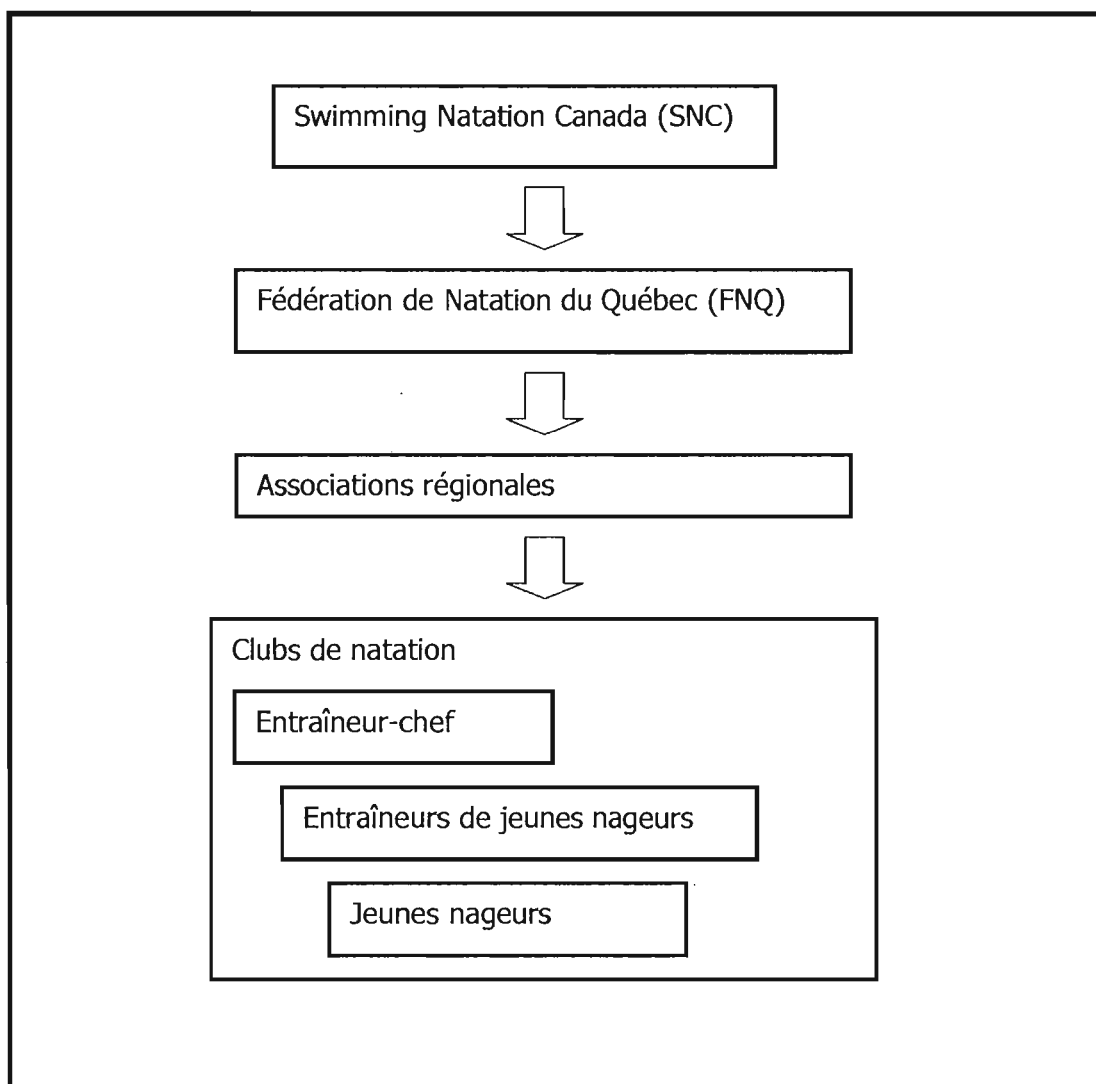 Swimming Natation Canada (SNC)
Fédération de Natation du Québec (FNQ)
Associations régionales
Clubs de natation
Entraîneur-chef
Entraîneurs de jeunes nageurs
Jeunes nageurs